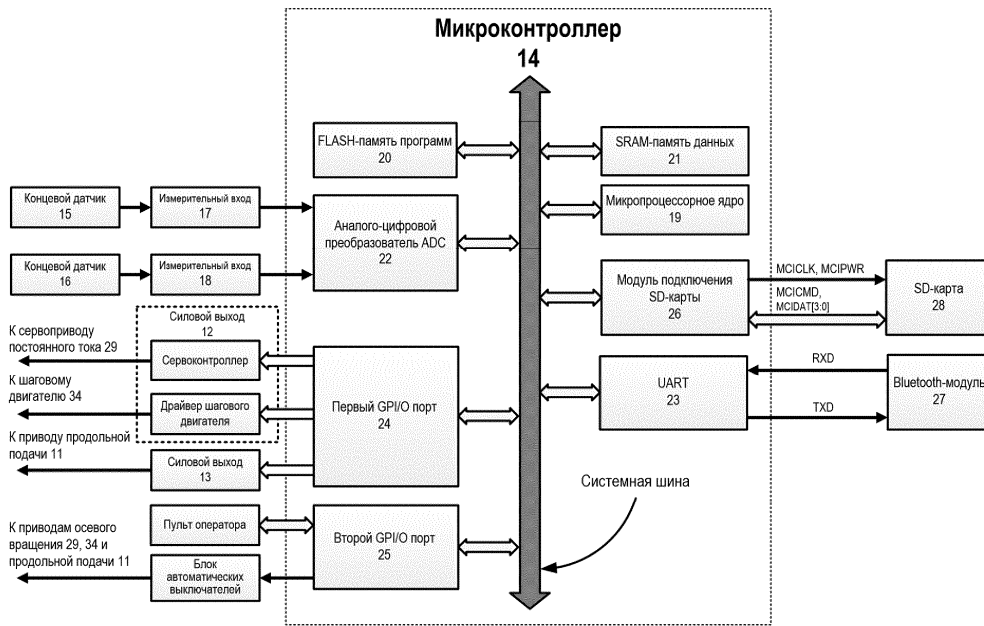 Микроконтроллер
14
FLASH-память программ
20
SRAM-память данных
21
Концевой датчик
15
Измерительный вход
17
Аналого-цифровой
преобразователь ADC
22
Микропроцессорное ядро
19
Концевой датчик
16
Измерительный вход
18
Модуль подключения
SD-карты
26
MCICLK, MCIPWR
MCICMD,
MCIDAT[3:0]
SD-карта
28
Силовой выход
12
К сервоприводу
постоянного тока 29
Сервоконтроллер
К шаговому
двигателю 34
Драйвер шагового
двигателя
Первый GPI/O порт
24
UART
23
RXD
TXD
Bluetooth-модуль
27
К приводу продольной
подачи 11
Силовой выход
13
Системная шина
К приводам осевого
вращения 29, 34 и
продольной подачи 11
Пульт оператора
Второй GPI/O порт
25
Блок
автоматических
выключателей